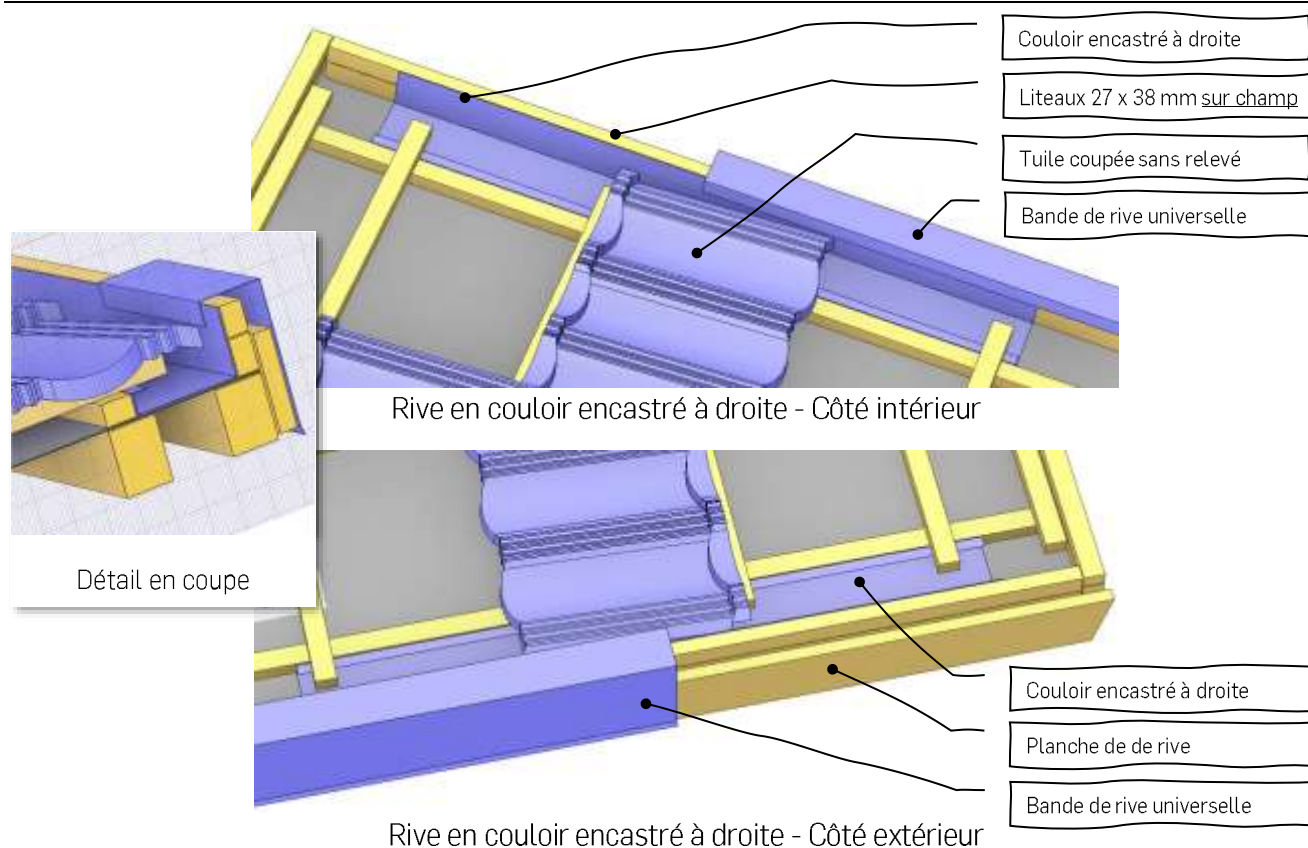 Couloir encastré à droite
Liteaux 27 x 38 mm sur champ
Tuile coupée sans relevé
Bande de rive universelle
Rive en couloir encastré à droite - Côté intérieur
Détail en coupe
Couloir encastré à droite
Planche de de rive
Bande de rive universelle
Rive en couloir encastré à droite - Côté extérieur